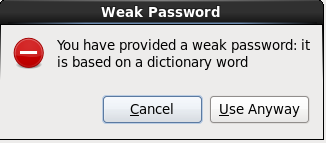 Weak Password
You have provided a weak password: it
is based on a dictionary word
Cancel
Use Anyway